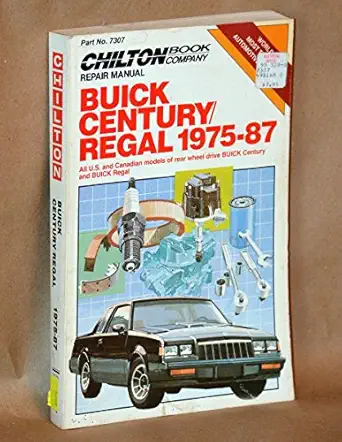 Part No. 7307
CHILTON BOOK
COMPANY
REPAIR MANUAL
BUICK
CENTURY/
REGAL 1975-87
All U.S. and Canadian models of rear wheel drive BUICK Century
and BUICK Regal
CHILTON
BUICK
CENTURY REGAL
1975-87